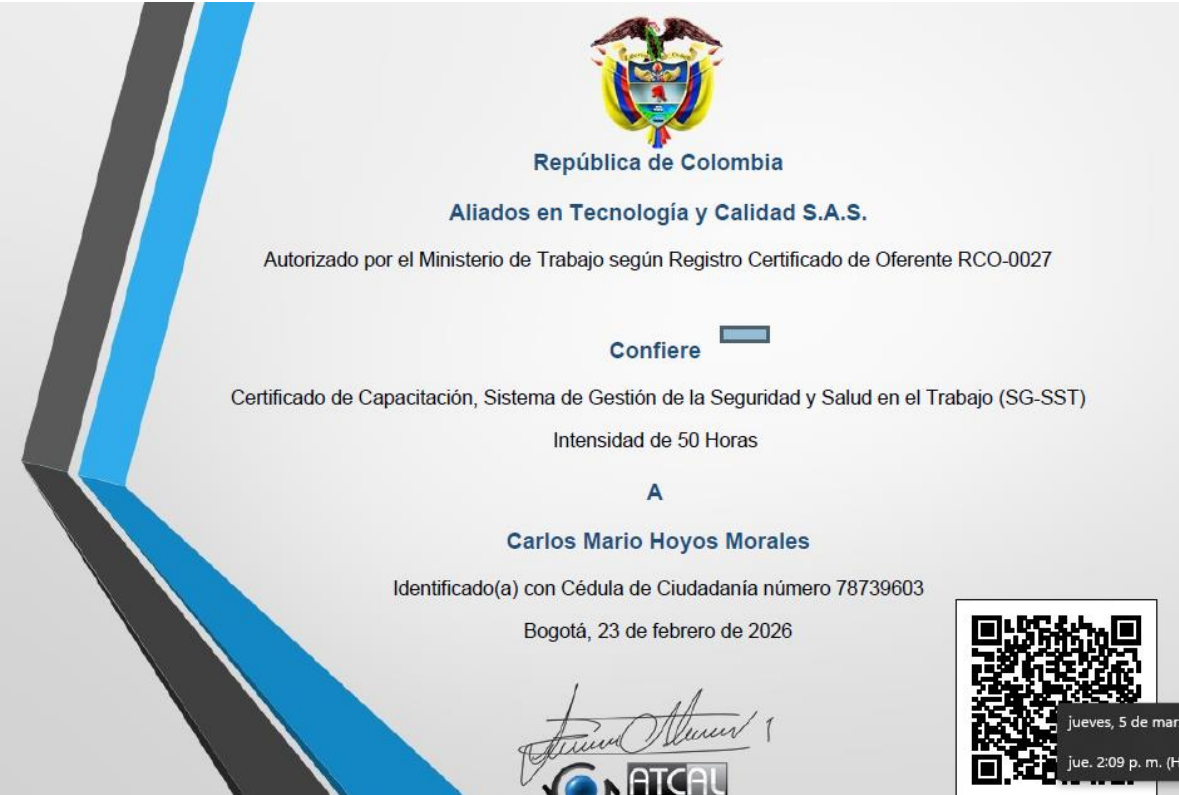 República de Colombia
Aliados en Tecnología y Calidad S.A.S.
Autorizado por el Ministerio de Trabajo según Registro Certificado de Oferente RCO-0027
Confiere
Certificado de Capacitación, Sistema de Gestión de la Seguridad y Salud en el Trabajo (SG-SST)
Intensidad de 50 Horas
A
Carlos Mario Hoyos Morales
Identificado(a) con Cédula de Ciudadanía número 78739603
Bogotá, 23 de febrero de 2026
ATCAL
jueves, 5 de mar
jue. 2:09 p. m. (H